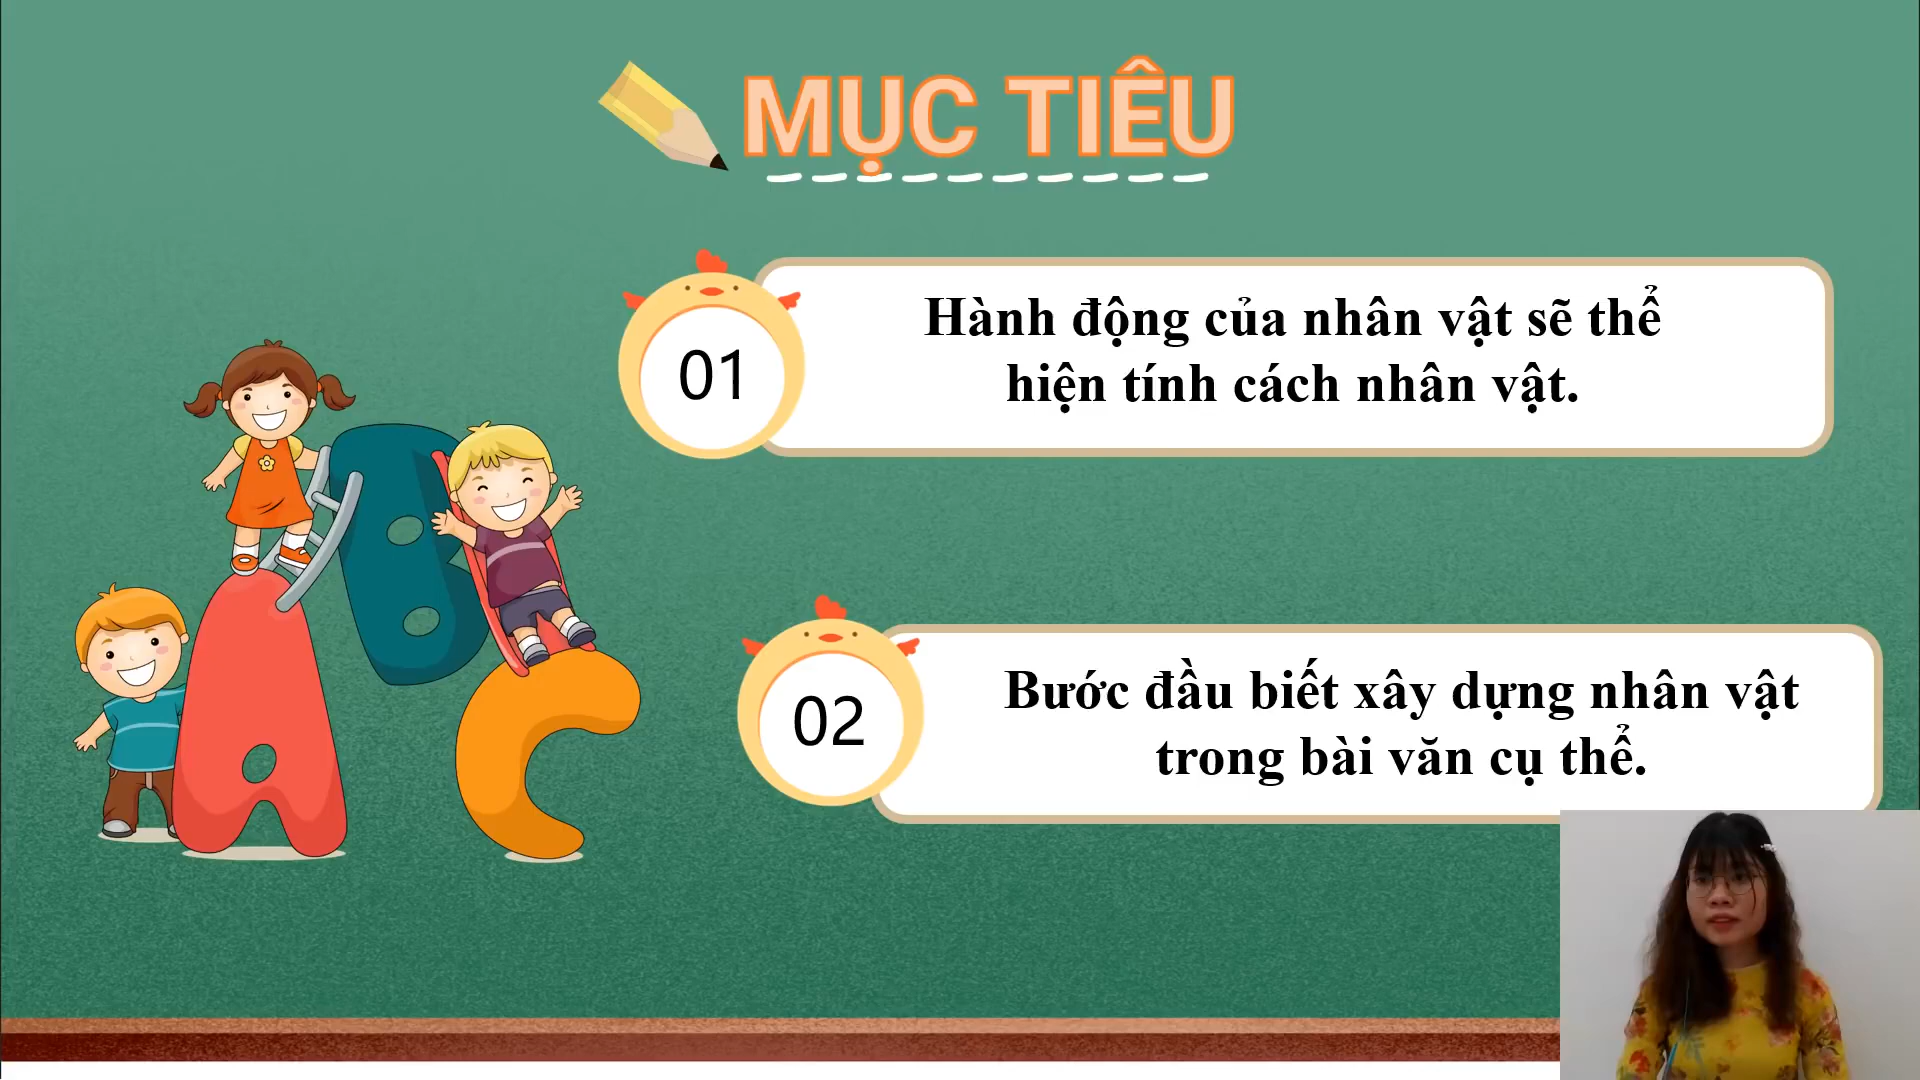 MỤC TIÊU
01
Hành động của nhân vật sẽ thể
hiện tính cách nhân vật.
02
Bước đầu biết xây dựng nhân vật
trong bài văn cụ thể.